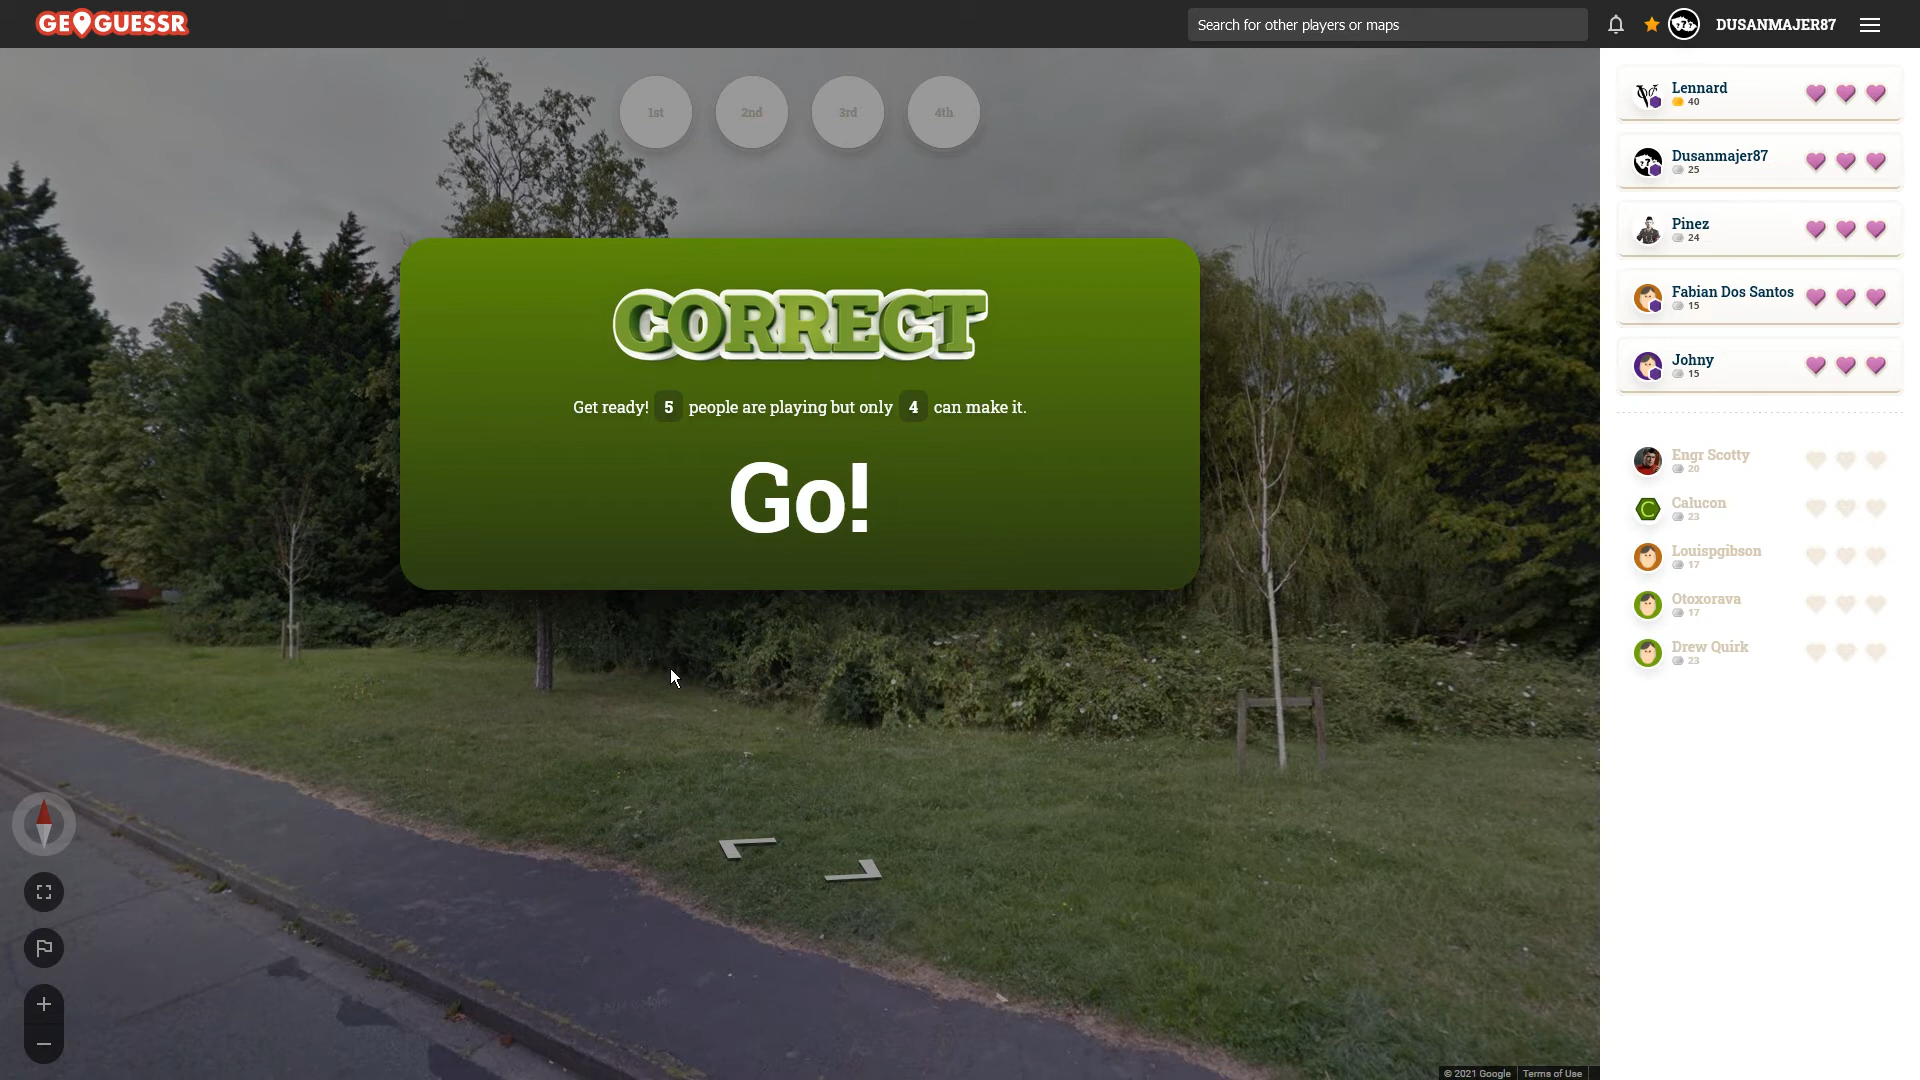 GEOGUESSR
Search for other players or maps
DUSANMAJER87
1st
2nd
3rd
4th
CORRECT
Get ready! 5 people are playing but only 4 can make it.
Go!
Lennard
40
Dusanmajer87
25
Pinez
24
Fabian Dos Santos
15
Johny
15
Engr Scotty
20
C
Calucon
23
Louispgibson
17
Otoxorava
17
Drew Quirk
23
© 2021 Google
Terms of Use